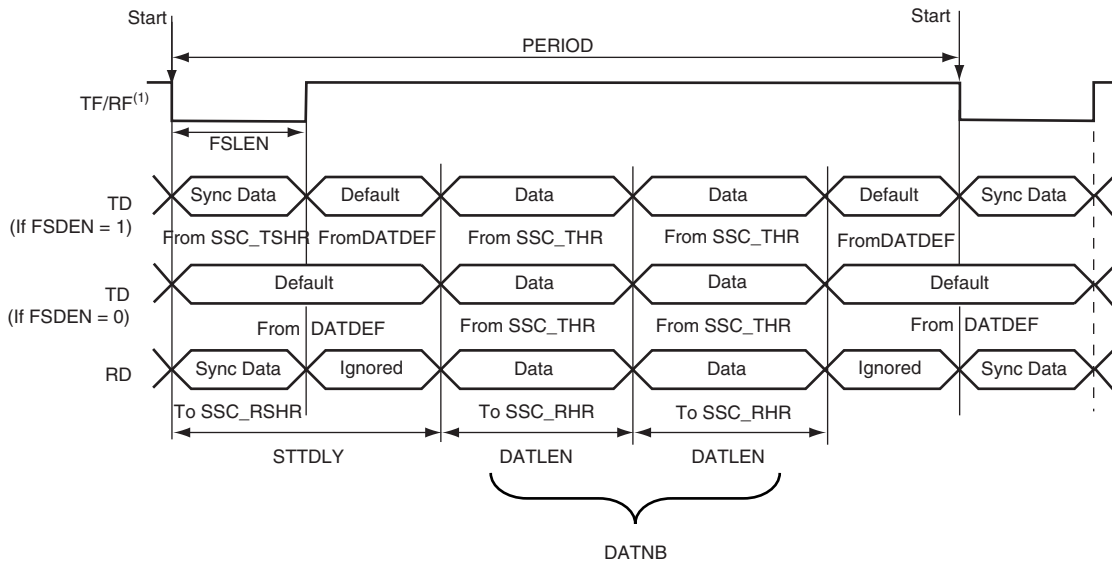 Start Start
PERIOD
TF/RF(1)
FSLEN
TD
(If FSDEN = 1)
Sync Data Default Data Data Default Sync Data
From SSC_TSHR FromDATDEF From SSC_THR From SSC_THR FromDATDEF
TD
(If FSDEN = 0)
Default Data Data Default
From DATDEF From SSC_THR From SSC_THR From DATDEF
RD
Sync Data Ignored Data Data Ignored Sync Data
To SSC_RSHR To SSC_RHR To SSC_RHR
STTDLY DATLEN DATLEN
DATNB